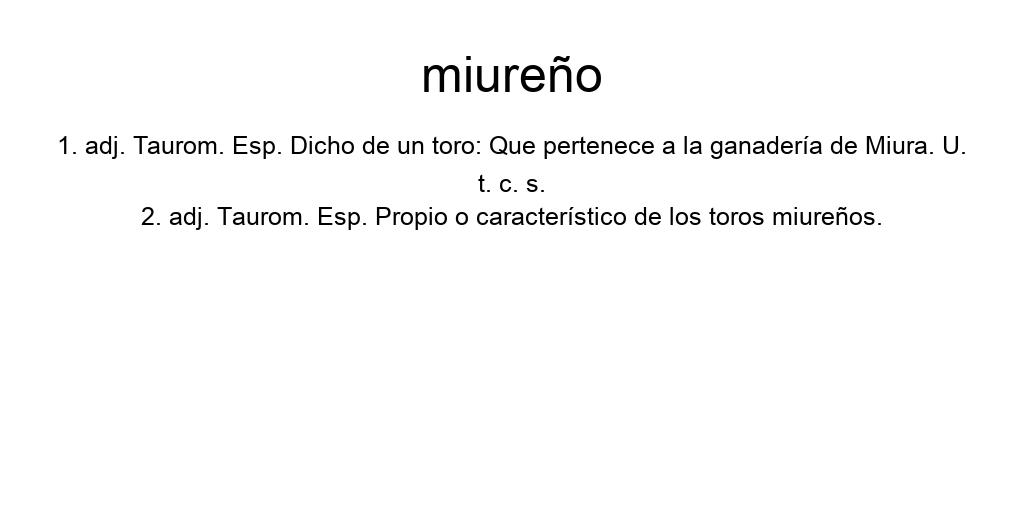 miureño
1. adj. Taurom. Esp. Dicho de un toro: Que pertenece a la ganadería de Miura. U.
t. c. s.
2. adj. Taurom. Esp. Propio o característico de los toros miureños.